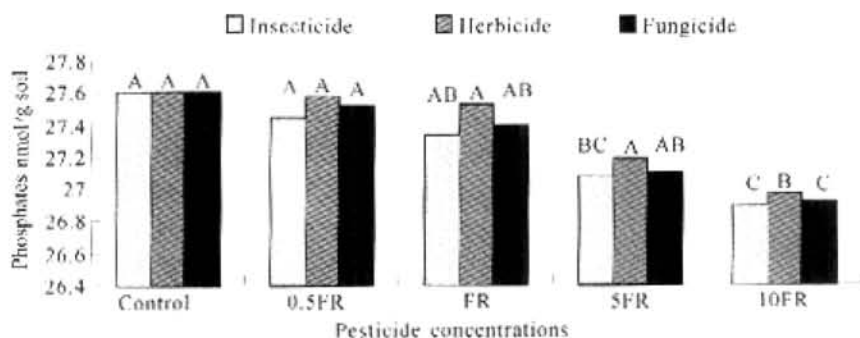 Insecticide Herbicide Fungicide
Phosphates nmol/g soil
27.8
27.6
27.4
27.2
27
26.8
26.6
26.4
A A A
A A A
AB A AB
BC A AB
C B C
Control 0.5FR FR 5FR 10FR
Pesticide concentrations